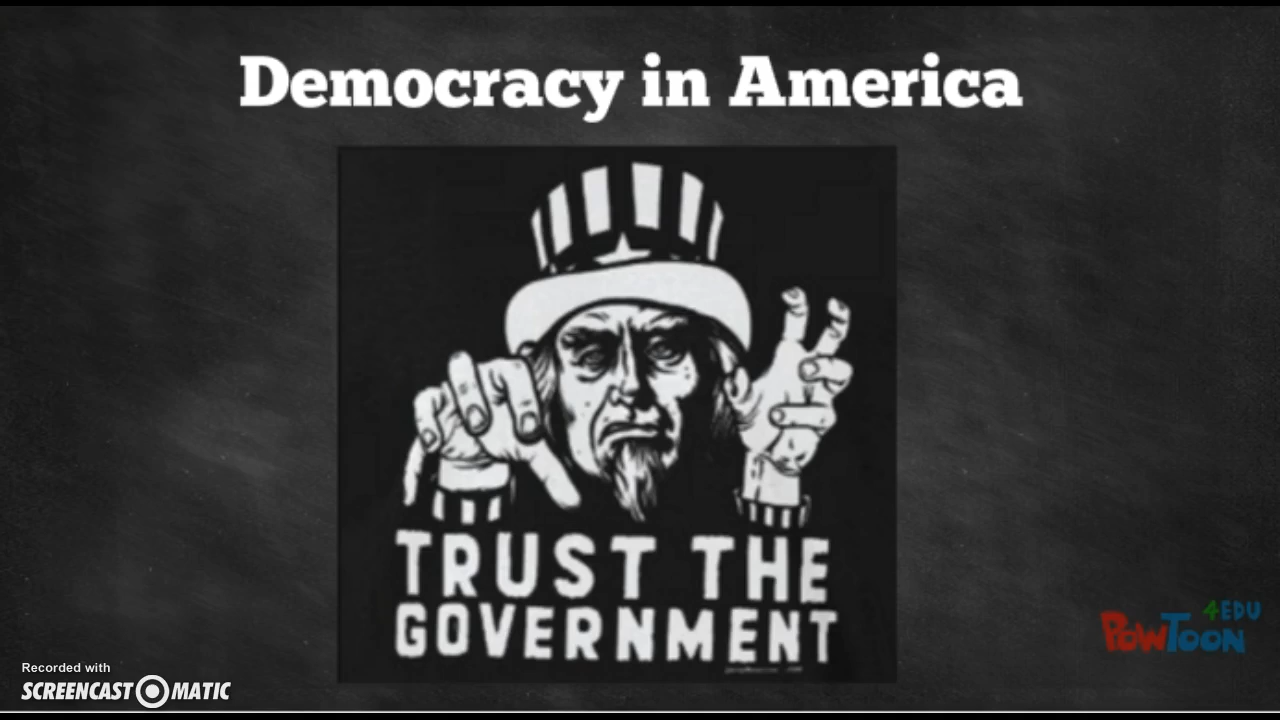 Democracy in America
TRUST THE
GOVERNMENT
4EDU
POWTOON
Recorded with
SCREENCAST MATIC